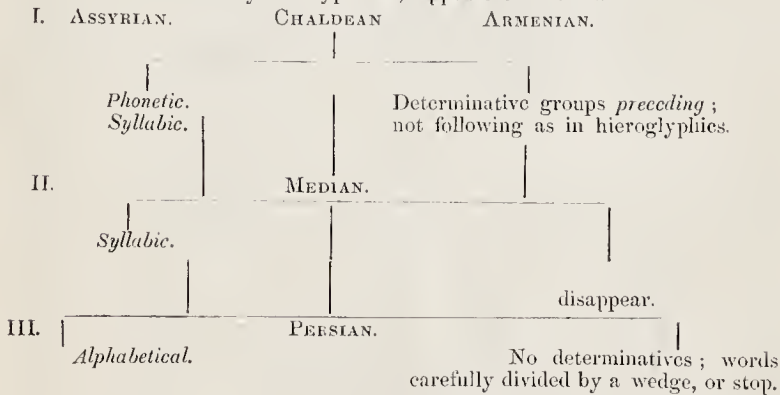 I. ASSYRIAN. CHALDEAN ARMENIAN.
Phonetic. Determinative groups preceding ;
Syllabic. not following as in hieroglyphics.
II. MEDIAN.
Syllabic.
disappear.
III. PERSIAN.
Alphabetical. No determinatives ; words
carefully divided by a wedge, or stop.